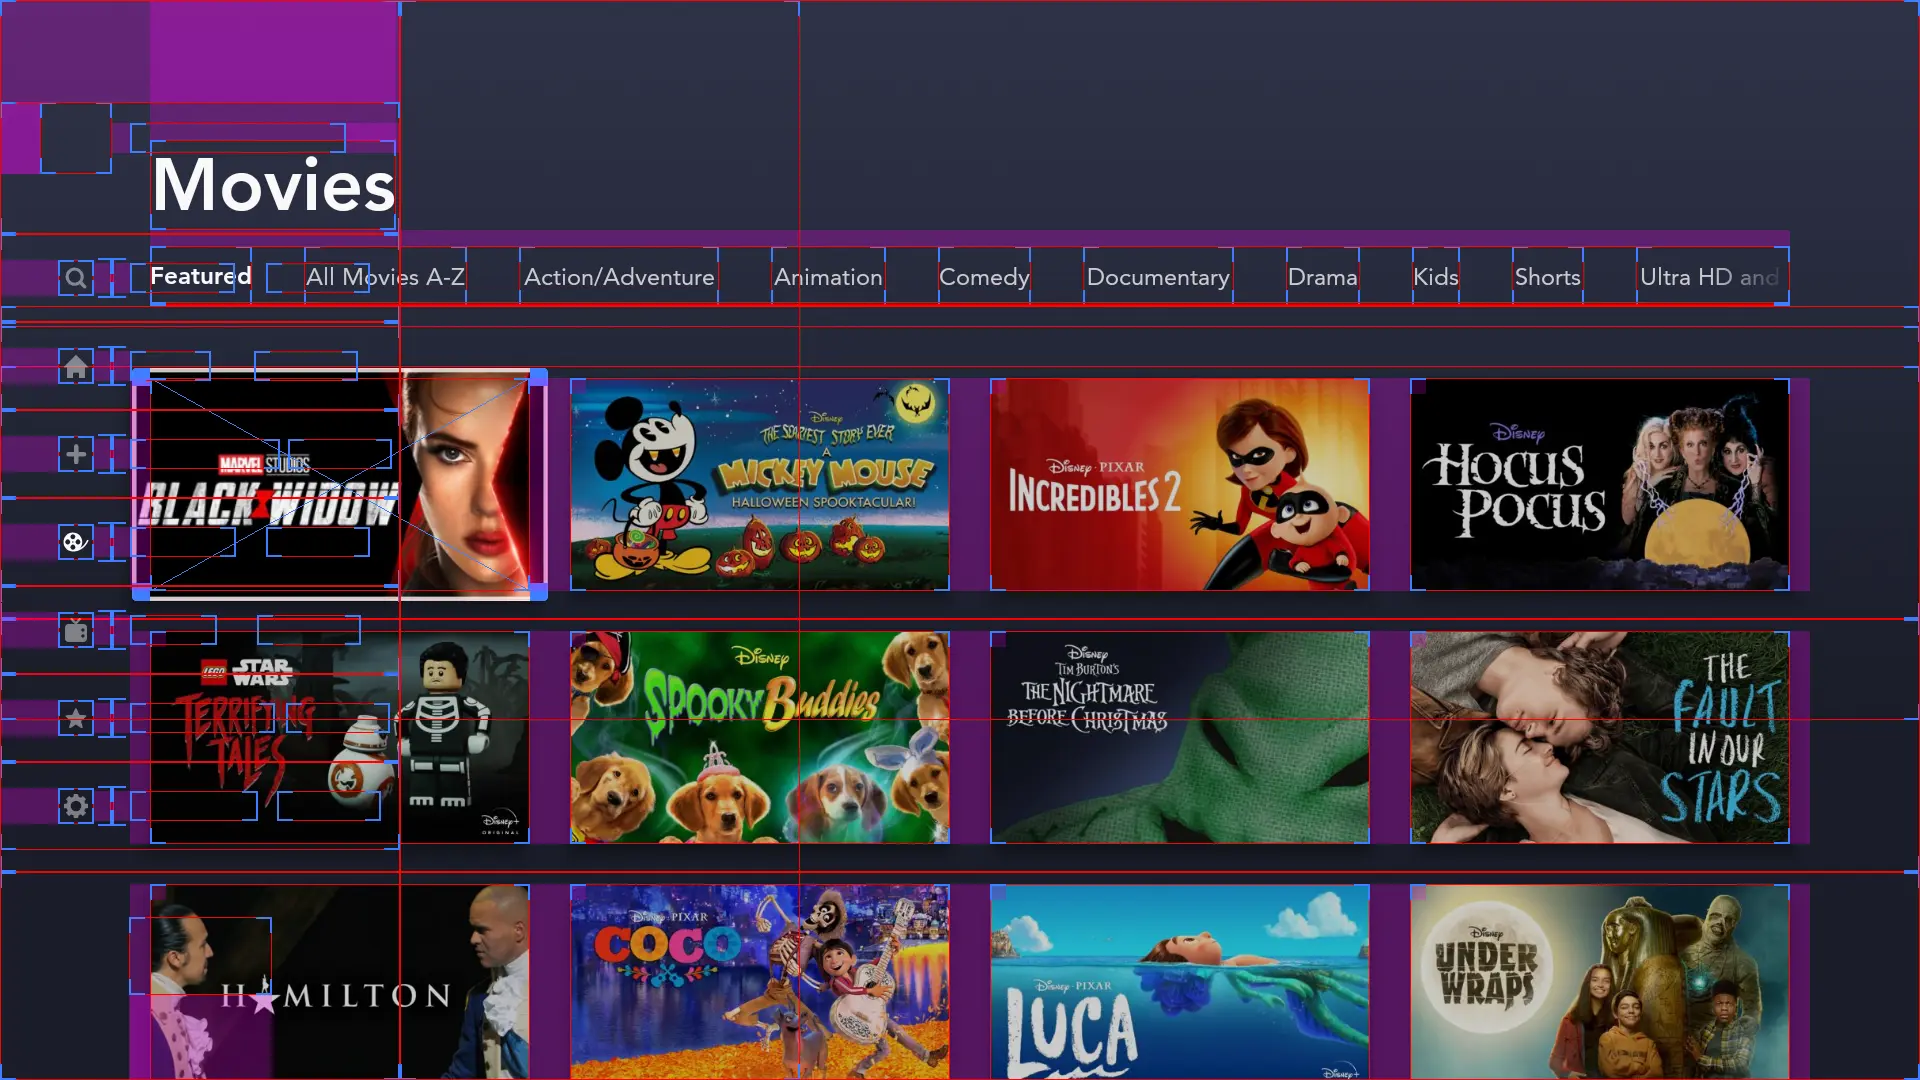 Movies
Featured
All Movies A-Z
Action/Adventure
Animation
Comedy
Documentary
Drama
Kids
Shorts
Ultra HD and
MARVEL STUDIOS
BLACK WIDOW
Disney
THE SCARIEST STORY EVER
A
MICKEY MOUSE
HALLOWEEN SPOOKTACULAR!
Disney · PIXAR
INCREDIBLES 2
Disney
HOCUS
POCUS
LEGO STAR WARS
TERRIFYING
TALES
Disney+
ORIGINAL
Disney
SPOOKY Buddies
Disney
TIM BURTON'S
THE NIGHTMARE
BEFORE CHRISTMAS
THE
FAULT
IN OUR
STARS
HAMILTON
Disney · PIXAR
COCO
Disney · PIXAR
LUCA
Disney+
Disney
UNDER
WRAPS